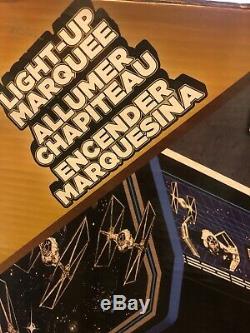 LIGHT-UP
MARQUEE
ALLUMER
CHAPITEAU
ENCENDER
MARQUESINA